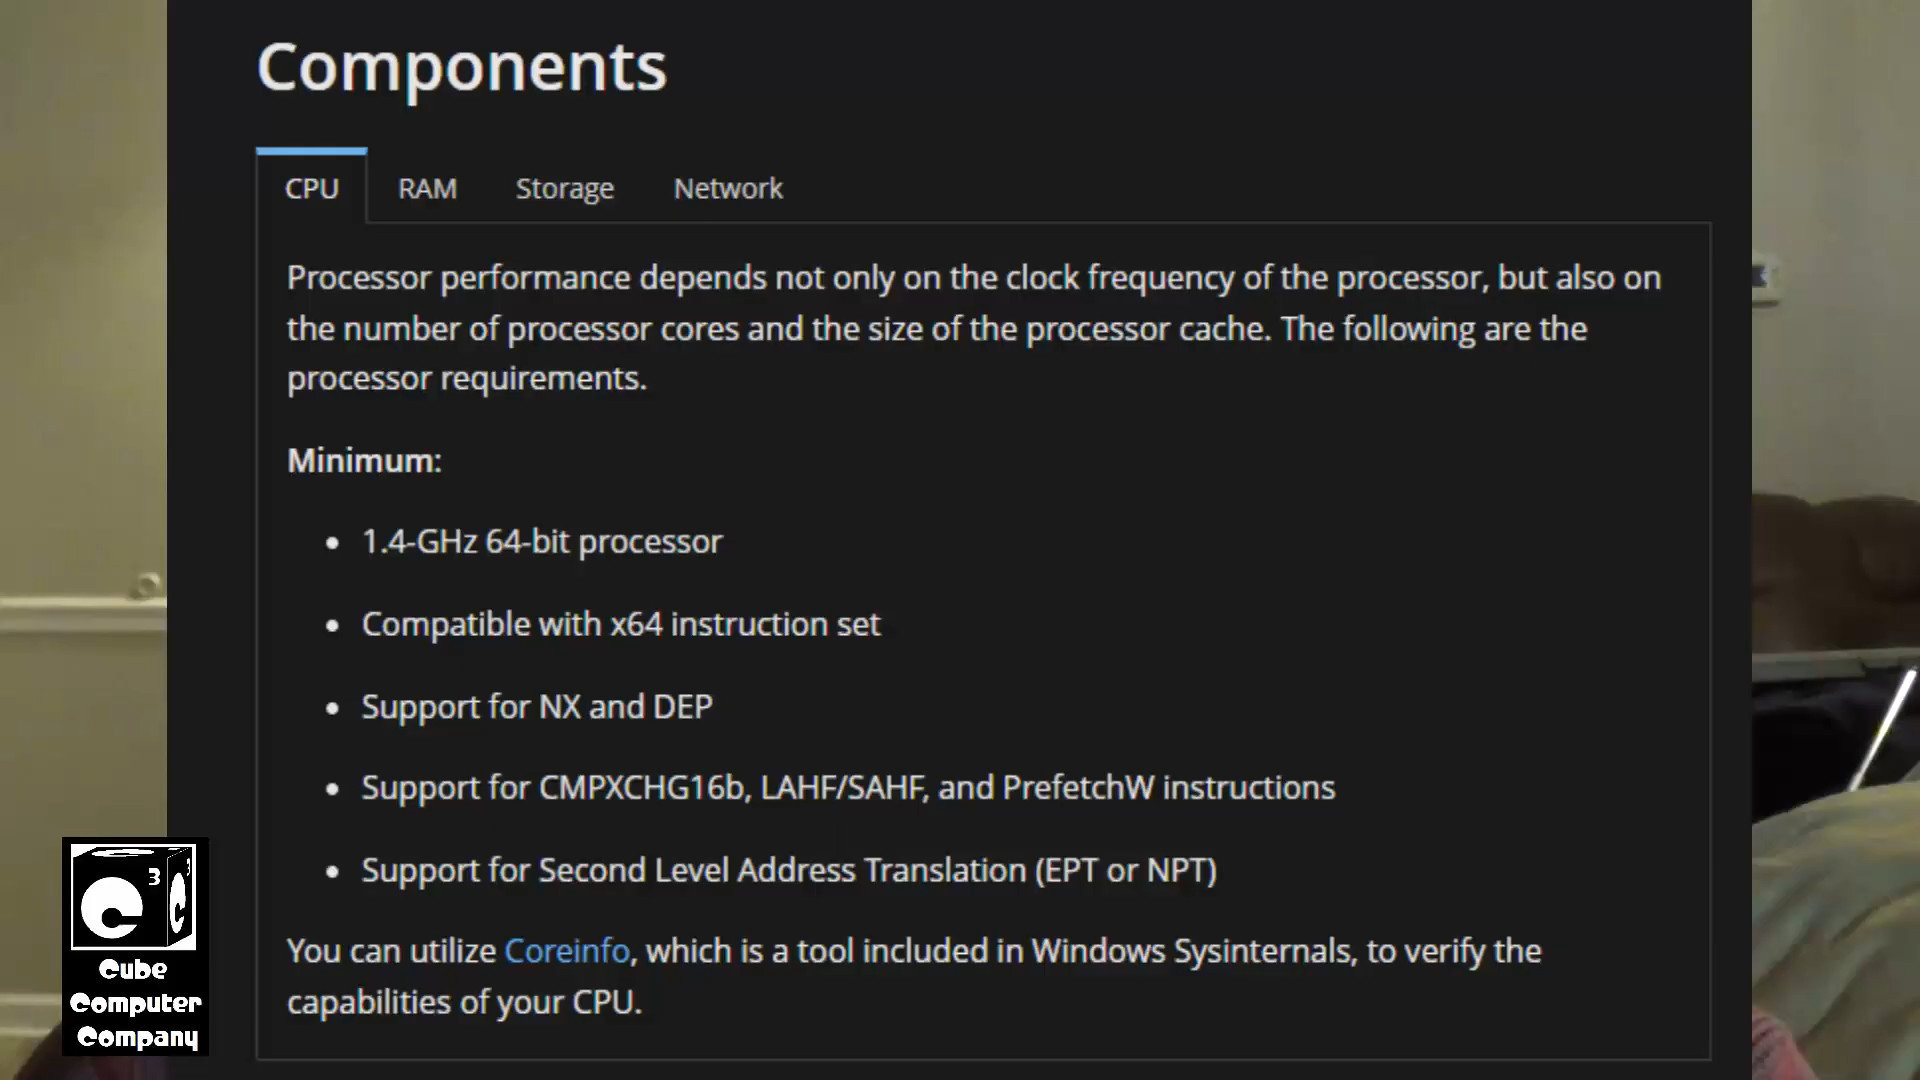 Components
CPU RAM Storage Network
Processor performance depends not only on the clock frequency of the processor, but also on
the number of processor cores and the size of the processor cache. The following are the
processor requirements.
Minimum:
• 1.4-GHz 64-bit processor
• Compatible with x64 instruction set
• Support for NX and DEP
• Support for CMPXCHG16b, LAHF/SAHF, and PrefetchW instructions
• Support for Second Level Address Translation (EPT or NPT)
You can utilize Coreinfo, which is a tool included in Windows Sysinternals, to verify the
capabilities of your CPU.
C 3
C 3
Cube
Computer
Company